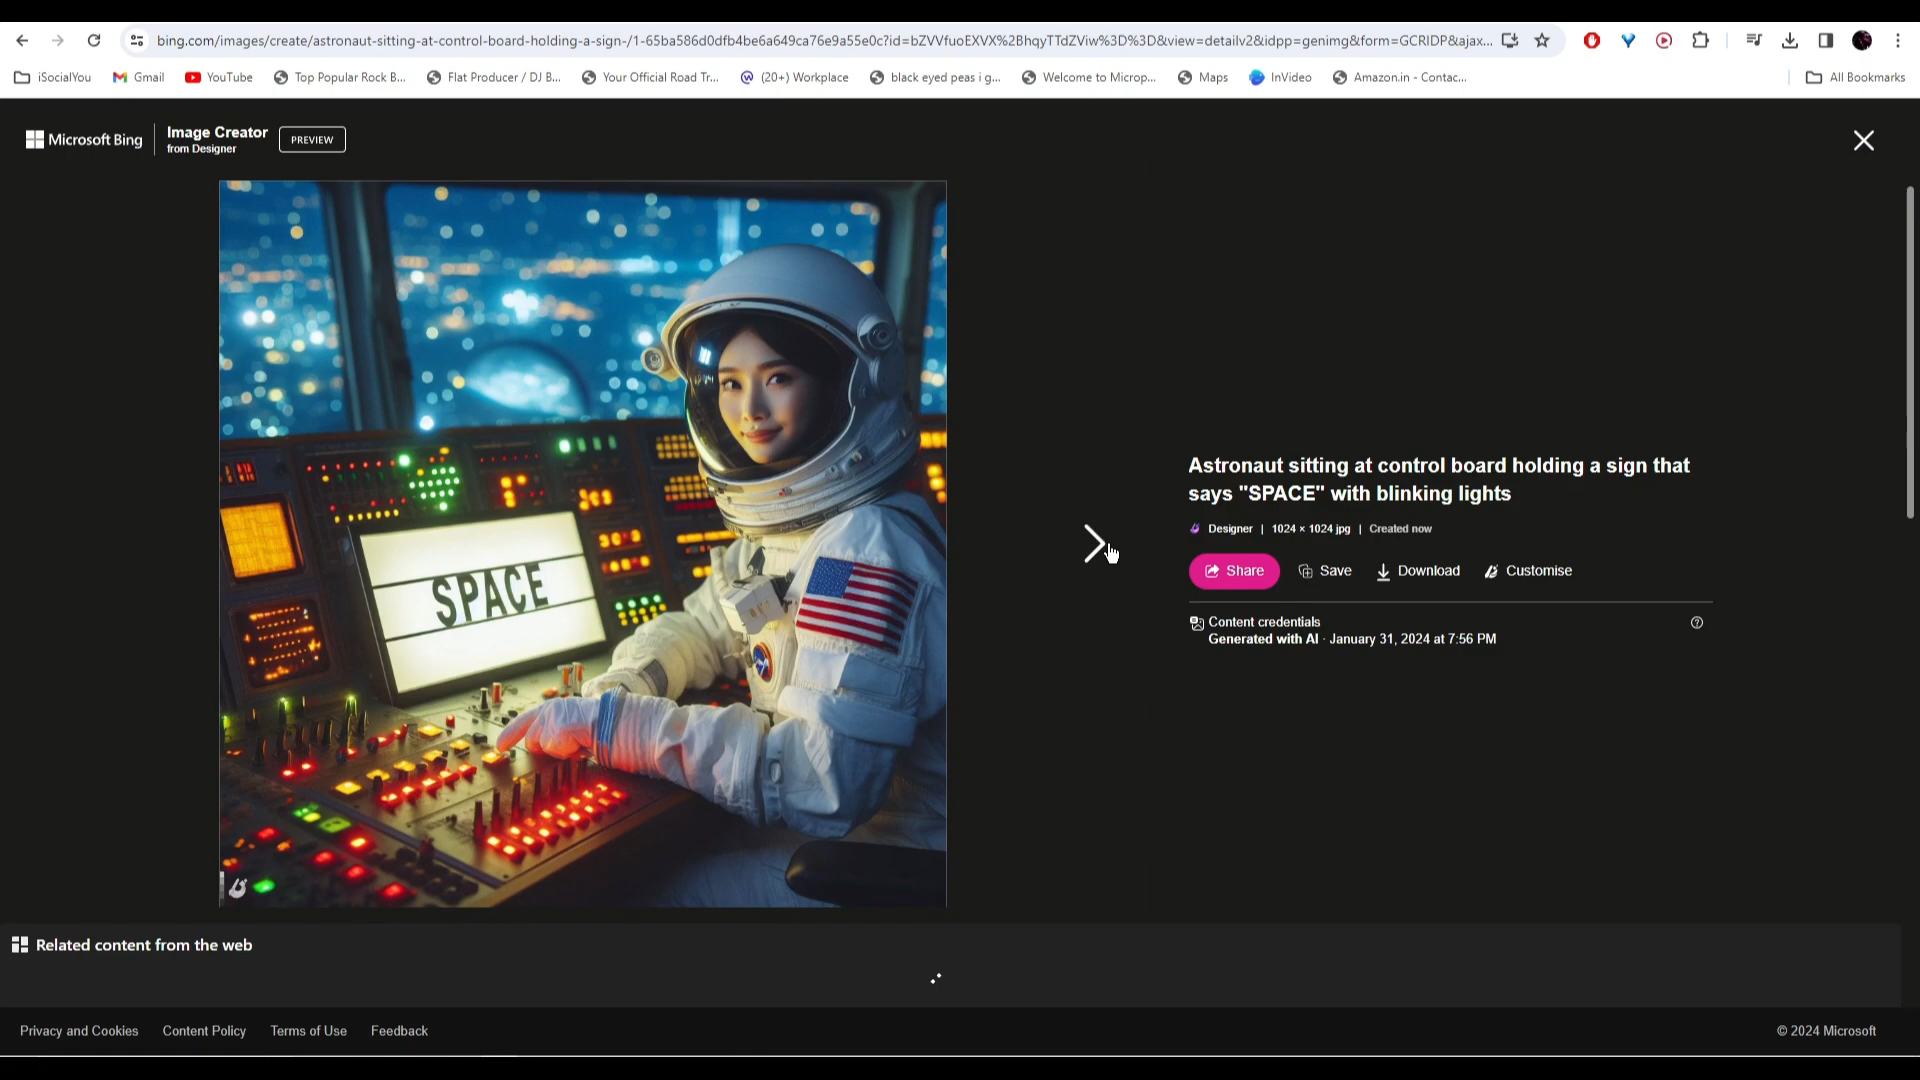 bing.com/images/create/astronaut-sitting-at-control-board-holding-a-sign-/1-65ba586d0dfb4be6a649ca76e9a55e0c?id=bZVVfuoEXVX%2BhqyTTdZViw%3D%3D&view=detailv2&idpp=genimg&form=GCRIDP&ajax...
iSocialYou Gmail YouTube Top Popular Rock B... Flat Producer / DJ B... Your Official Road Tr... (20+) Workplace black eyed peas i g... Welcome to Microp... Maps InVideo Amazon.in - Contac... All Bookmarks
Microsoft Bing Image Creator PREVIEW
from Designer
SPACE
Astronaut sitting at control board holding a sign that
says "SPACE" with blinking lights
Designer | 1024 × 1024 jpg | Created now
Share Save Download Customise
Content credentials
Generated with AI · January 31, 2024 at 7:56 PM
Related content from the web
Privacy and Cookies Content Policy Terms of Use Feedback © 2024 Microsoft